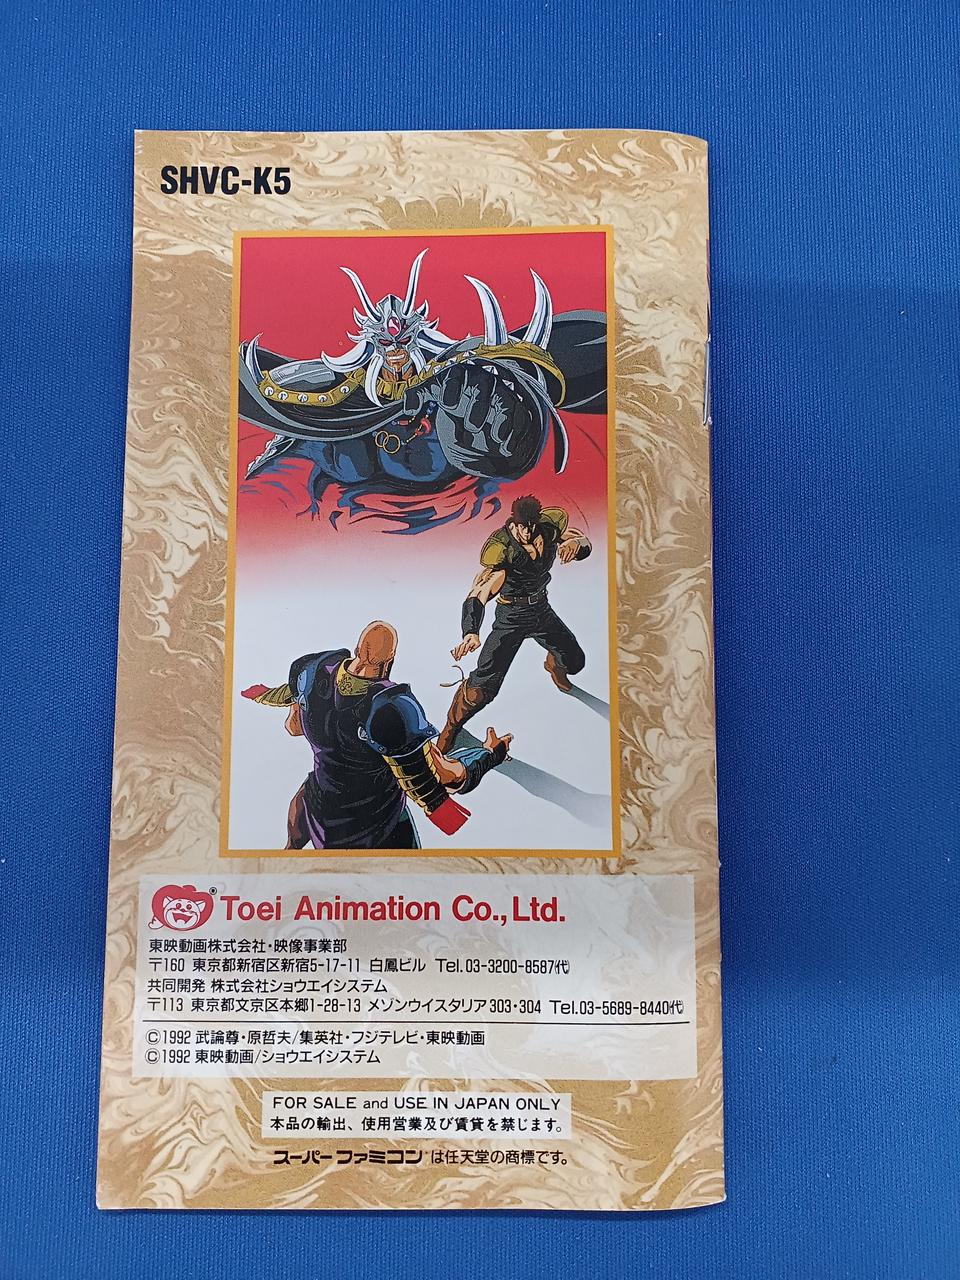 SHVC-K5
Toei Animation Co., Ltd.
東映動画株式会社・映像事業部
〒160 東京都新宿区新宿5-17-11 白鳳ビル Tel.03-3200-8587㈹
共同開発 株式会社ショウエイシステム
〒113 東京都文京区本郷1-28-13 メゾンウイスタリア303・304 Tel.03-5689-8440㈹
©1992 武論尊・原哲夫/集英社・フジテレビ・東映動画
©1992 東映動画/ショウエイシステム
FOR SALE and USE IN JAPAN ONLY
本品の輸出、使用営業及び賃貸を禁じます。
スーパーファミコンは任天堂の商標です。